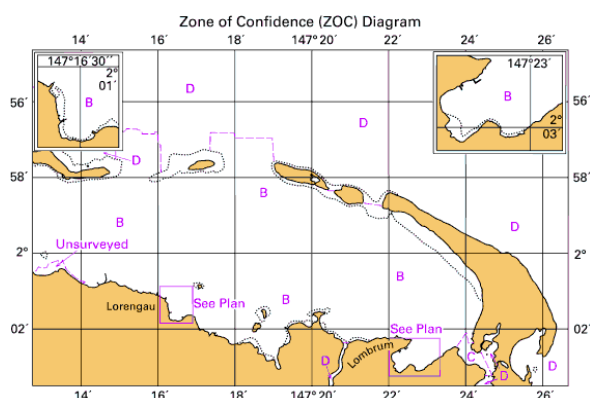 Zone of Confidence (ZOC) Diagram
14´ 16´ 18´ 147°20´ 22´ 24´ 26´
147°16´30´´
2°
01´
B
D
147°23´
B
2°
03´
56´
D
56´
D
58´
B
58´
B
D
Unsurveyed
2°
B
2°
Lorengau
See Plan
B
See Plan
02´
02´
D
Lombrum
C
D
D
14´ 16´ 18´ 147°20´ 22´ 24´ 26´